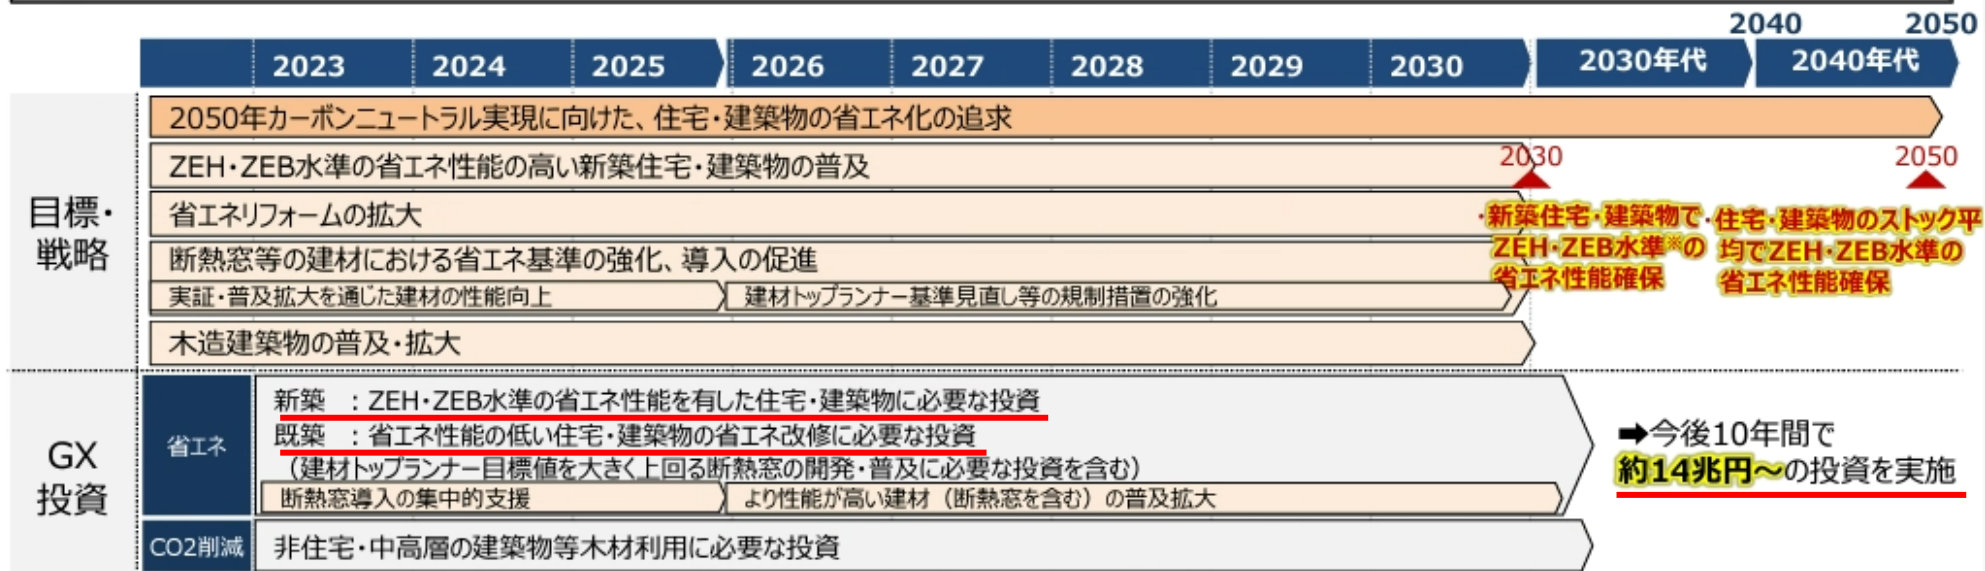 2040 2050
2023 2024 2025 2026 2027 2028 2029 2030 2030年代 2040年代
目標・
戦略
2050年カーボンニュートラル実現に向けた、住宅・建築物の省エネ化の追求
ZEH・ZEB水準の省エネ性能の高い新築住宅・建築物の普及
省エネリフォームの拡大
断熱窓等の建材における省エネ基準の強化、導入の促進
実証・普及拡大を通じた建材の性能向上
建材トップランナー基準見直し等の規制措置の強化
木造建築物の普及・拡大
2030
・新築住宅・建築物で
ZEH・ZEB水準※の
省エネ性能確保
2050
・住宅・建築物のストック平
均でZEH・ZEB水準の
省エネ性能確保
GX
投資
省エネ
新築 :ZEH・ZEB水準の省エネ性能を有した住宅・建築物に必要な投資
既築 :省エネ性能の低い住宅・建築物の省エネ改修に必要な投資
(建材トップランナー目標値を大きく上回る断熱窓の開発・普及に必要な投資を含む)
断熱窓導入の集中的支援
より性能が高い建材(断熱窓を含む)の普及拡大
CO2削減
非住宅・中高層の建築物等木材利用に必要な投資
➡今後10年間で
約14兆円~の投資を実施